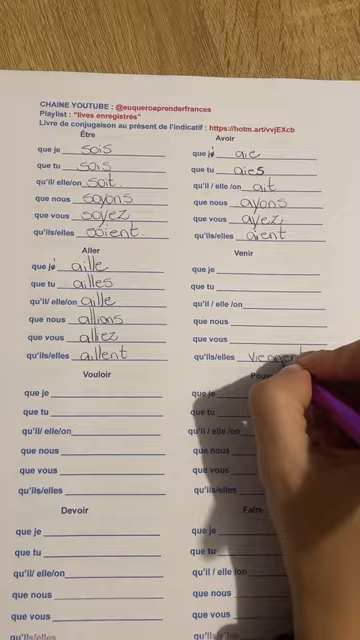 CHAINE YOUTUBE : @euqueroaprenderfrances
Playlist : "lives enregistrés"
Livre de conjugaison au présent de l'indicatif : https://hotm.art/vvjEXcb
Être
que je sois
que tu sois
qu'il/ elle/on soit
que nous soyons
que vous soyez
qu'ils/elles soient
Avoir
que j' aie
que tu aies
qu'il / elle /on ait
que nous ayons
que vous ayez
qu'ils/elles aient
Aller
que j' aille
que tu ailles
qu'il/ elle/on aille
que nous allions
que vous alliez
qu'ils/elles aillent
Venir
que je
que tu
qu'il / elle /on
que nous
que vous
qu'ils/elles
Vouloir
que je
que tu
qu'il/ elle/on
que nous
que vous
qu'ils/elles
que je
que tu
qu'il / elle /on
que nous
que vous
qu'ils/elles
Devoir
que je
que tu
qu'il/ elle/on
que nous
que vous
qu'ils/elles
Faire
que je
que tu
qu'il / elle /on
que nous
que vous
qu'ils/elles